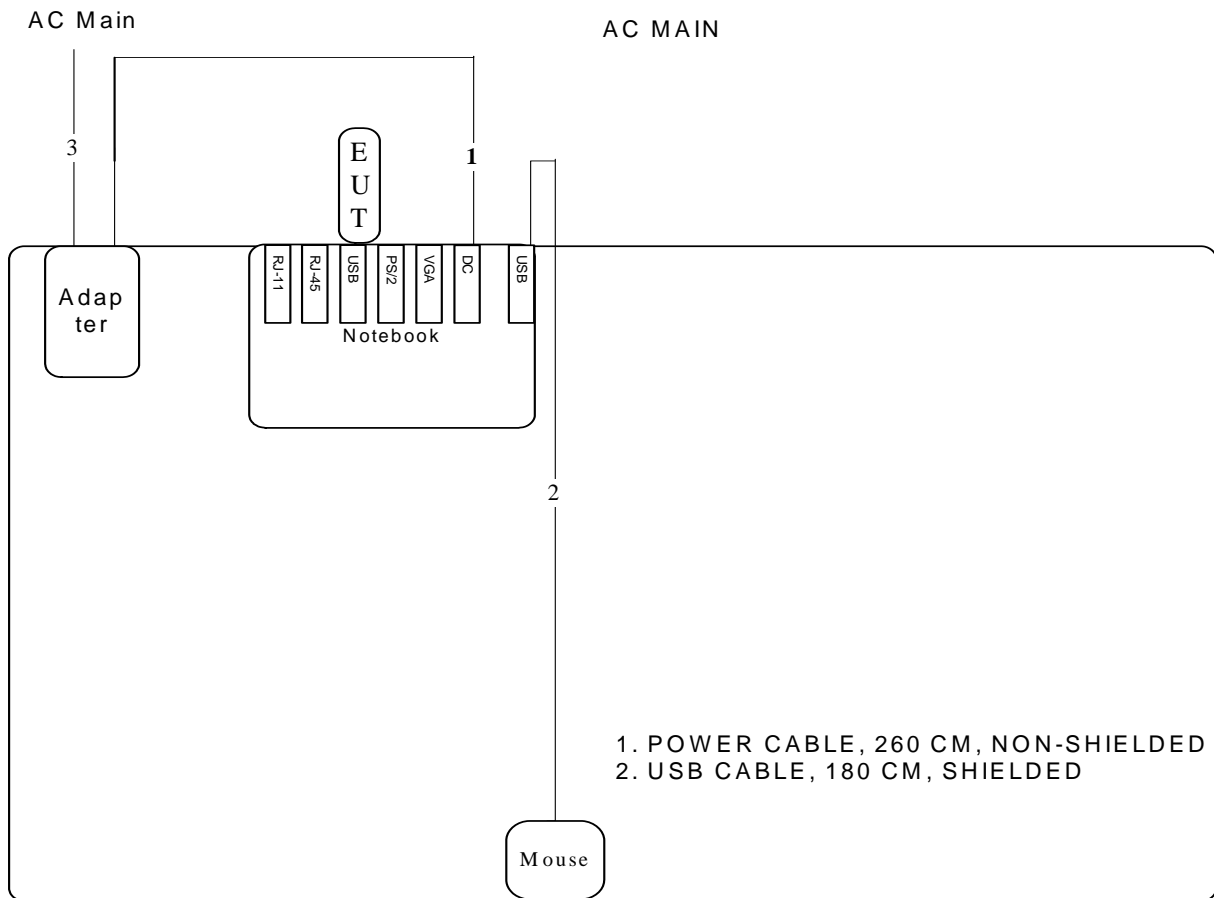 AC Main
AC MAIN
3
E
U
T
1
RJ-11
RJ-45
USB
PS/2
VGA
DC
USB
Adap
ter
Notebook
2
1. POWER CABLE, 260 CM, NON-SHIELDED
2. USB CABLE, 180 CM, SHIELDED
Mouse